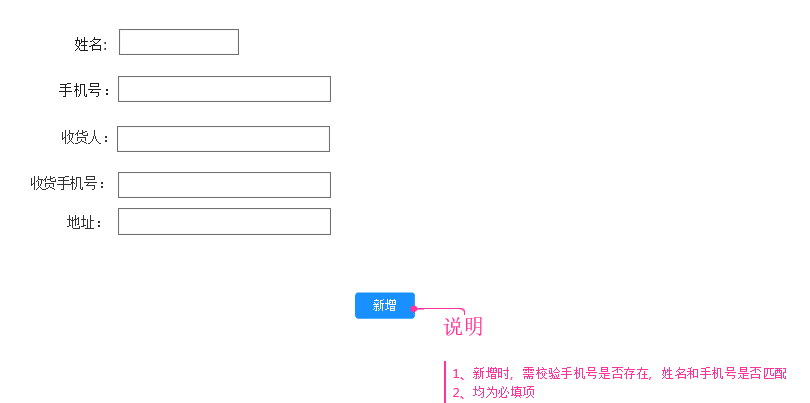 姓名:
手机号：
收货人：
收货手机号：
地址：
新增
说明
1、新增时，需校验手机号是否存在，姓名和手机号是否匹配
2、均为必填项